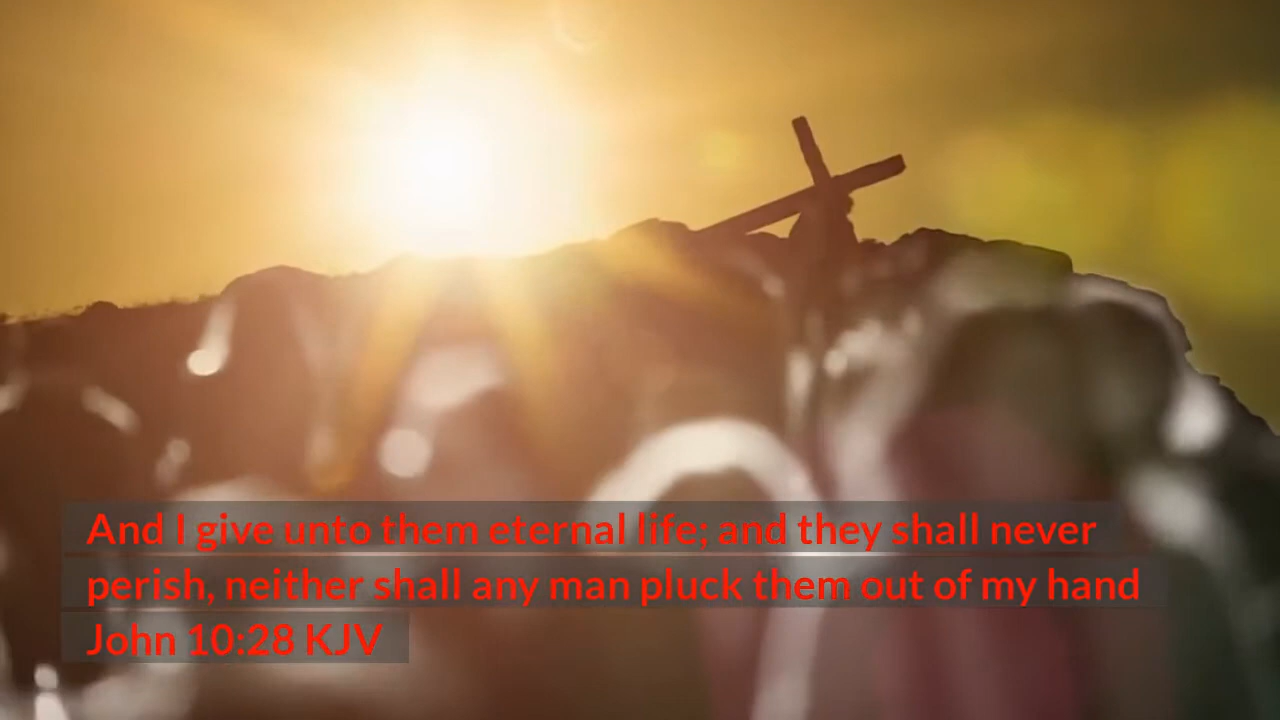 And I give unto them eternal life; and they shall never
perish, neither shall any man pluck them out of my hand
John 10:28 KJV